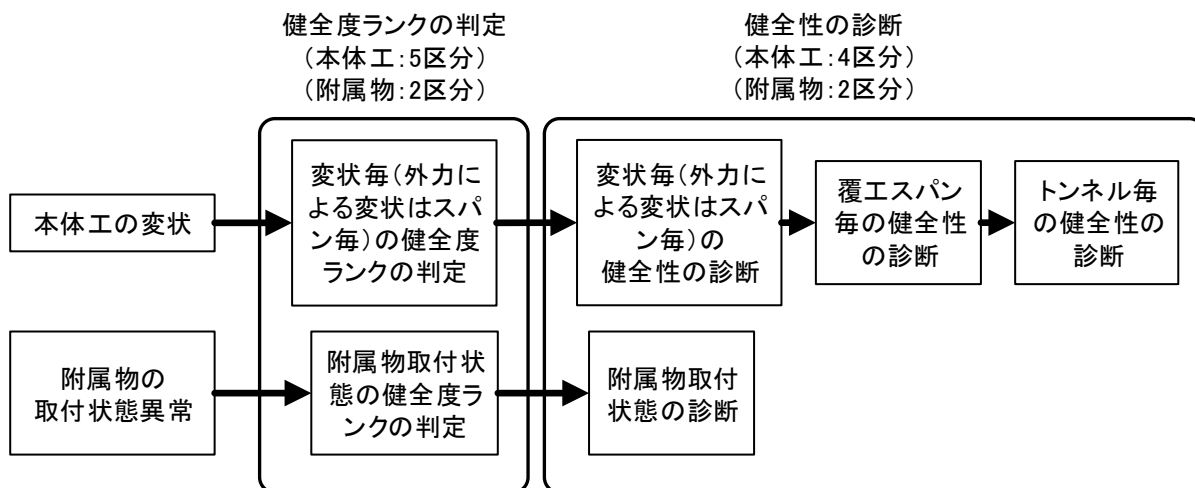 健全度ランクの判定
（本体工：5区分）
（附属物：2区分）
健全性の診断
（本体工：4区分）
（附属物：2区分）
本体工の変状
変状毎（外力に
よる変状はスパ
ン毎）の健全度
ランクの判定
変状毎（外力に
よる変状はスパ
ン毎）の
健全性の診断
覆工スパン
毎の健全性
の診断
トンネル毎
の健全性の
診断
附属物の
取付状態異常
附属物取付状
態の健全度ラ
ンクの判定
附属物取付
状態の診断